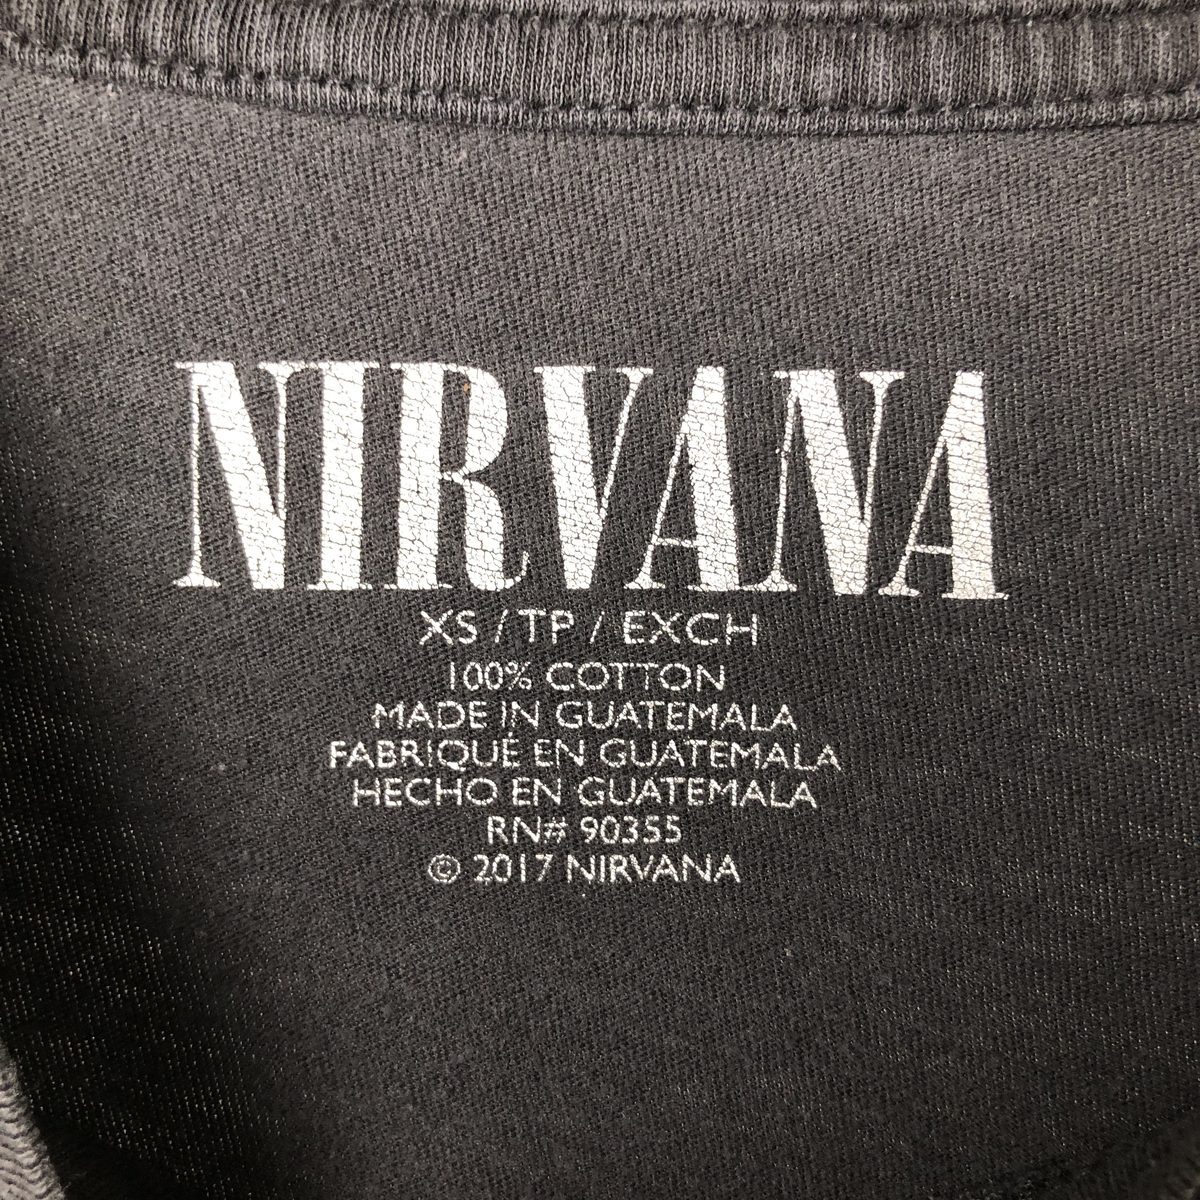 NIRVANA
XS / TP / EXCH
100% COTTON
MADE IN GUATEMALA
FABRIQUÉ EN GUATEMALA
HECHO EN GUATEMALA
RN# 90355
© 2017 NIRVANA